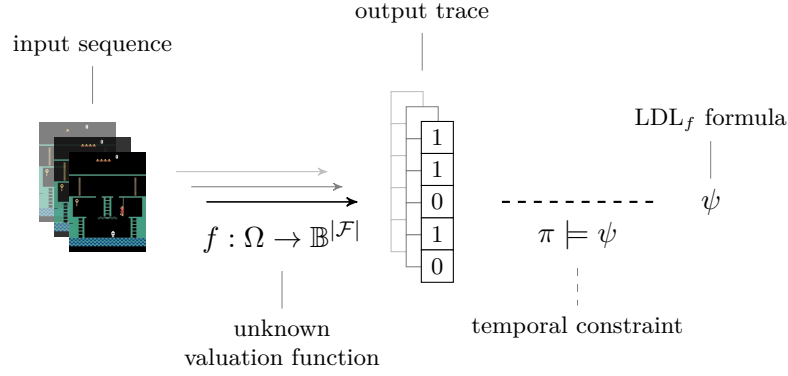 output trace
input sequence
LDL_f formula
1
1
0
1
0
ψ
f : Ω → 𝔹^|ℱ|
π ⊨ ψ
unknown
valuation function
temporal constraint